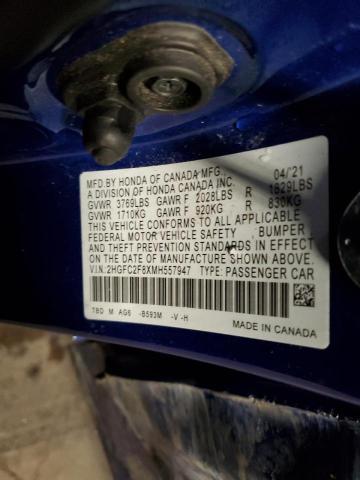 MFD.BY HONDA OF CANADA MFG. 04/'21
A DIVISION OF HONDA CANADA INC.
GVWR 3769LBS GAWR F 2028LBS R 1829LBS
GVWR 1710KG GAWR F 920KG R 830KG
THIS VEHICLE CONFORMS TO ALL APPLICABLE
FEDERAL MOTOR VEHICLE SAFETY, BUMPER
AND THEFT PREVENTION STANDARDS IN EFFECT
ON THE DATE OF MANUFACTURE SHOWN ABOVE.
V.I.N. 2HGFC2F8XMH557947 TYPE: PASSENGER CAR
TBD M AG6 -B593M -V-H
MADE IN CANADA